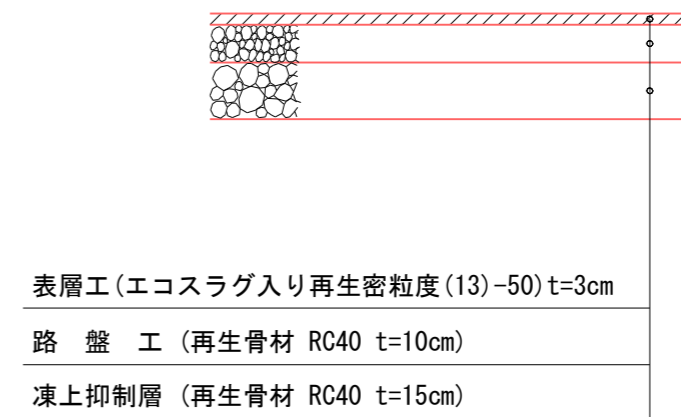 表層工(エコスラグ入り再生密粒度(13)-50)t=3cm
路　盤　工 (再生骨材 RC40 t=10cm)
凍上抑制層 (再生骨材 RC40 t=15cm)